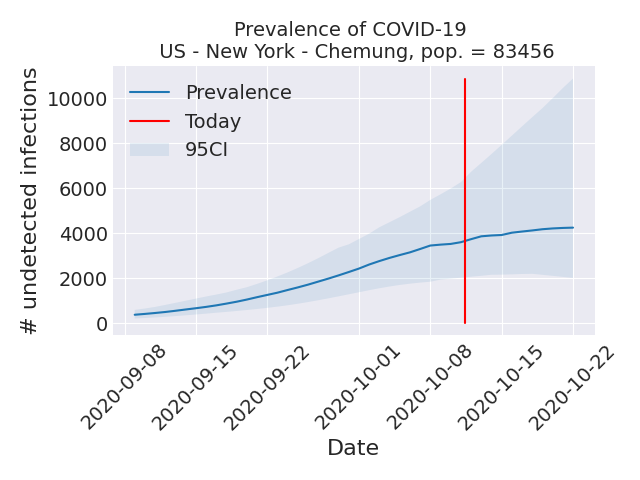 Prevalence of COVID-19
US - New York - Chemung, pop. = 83456
# undetected infections
10000
8000
6000
4000
2000
0
Prevalence
Today
95CI
2020-09-08
2020-09-15
2020-09-22
2020-10-01
2020-10-08
2020-10-15
2020-10-22
Date